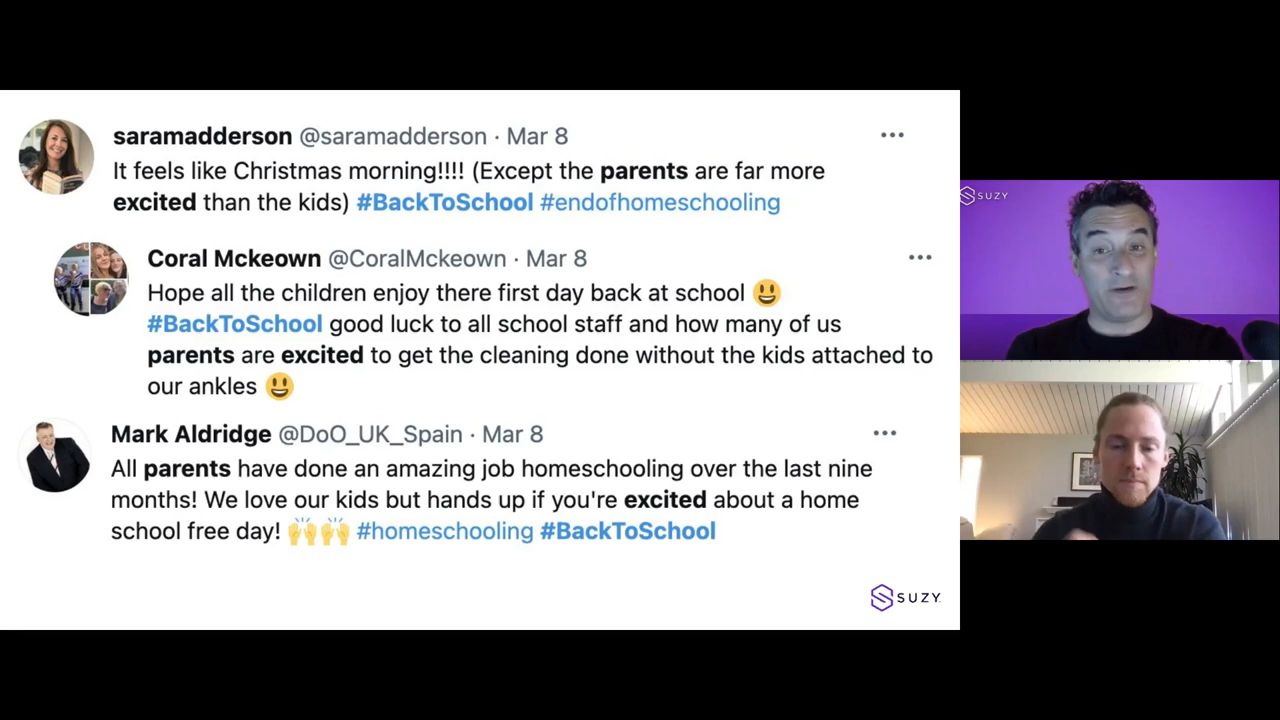 saramadderson @saramadderson · Mar 8
It feels like Christmas morning!!!! (Except the parents are far more
excited than the kids) #BackToSchool #endofhomeschooling
Coral Mckeown @CoralMckeown · Mar 8
Hope all the children enjoy there first day back at school 😃
#BackToSchool good luck to all school staff and how many of us
parents are excited to get the cleaning done without the kids attached to
our ankles 😃
Mark Aldridge @DoO_UK_Spain · Mar 8
All parents have done an amazing job homeschooling over the last nine
months! We love our kids but hands up if you're excited about a home
school free day! 🙌🙌 #homeschooling #BackToSchool
SUZY
SUZY